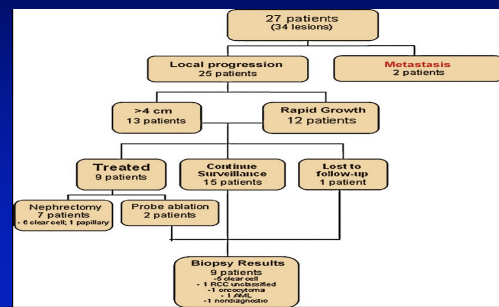 27 patients
(34 lesions)
Local progression
25 patients
Metastasis
2 patients
>4 cm
13 patients
Rapid Growth
12 patients
Treated
9 patients
Continue
Surveillance
15 patients
Lost to
follow-up
1 patient
Nephrectomy
7 patients
- 6 clear cell; 1 papillary
Probe ablation
2 patients
Biopsy Results
9 patients
-5 clear cell
- 1 RCC unclassified
-1 oncocytoma
- 1 AML
-1 nondiagnostic